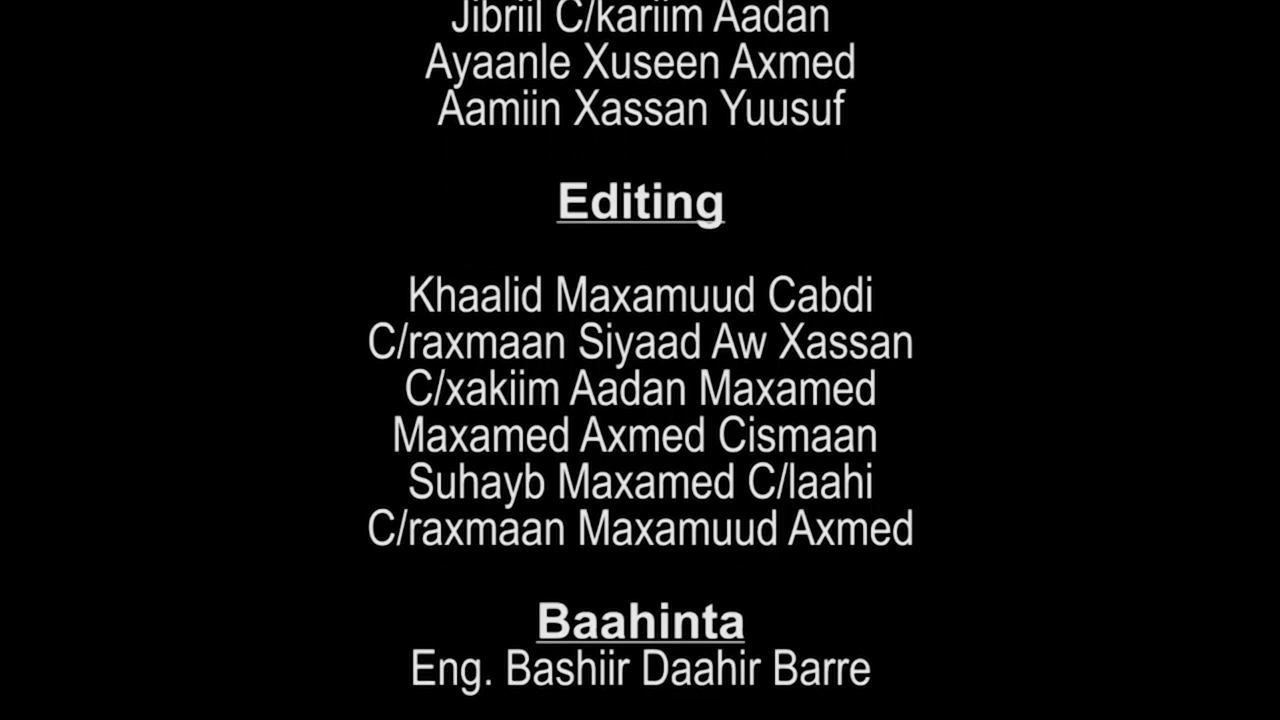 Jibriil C/kariim Aadan
Ayaanle Xuseen Axmed
Aamiin Xassan Yuusuf
Editing
Khaalid Maxamuud Cabdi
C/raxmaan Siyaad Aw Xassan
C/xakiim Aadan Maxamed
Maxamed Axmed Cismaan
Suhayb Maxamed C/laahi
C/raxmaan Maxamuud Axmed
Baahinta
Eng. Bashiir Daahir Barre